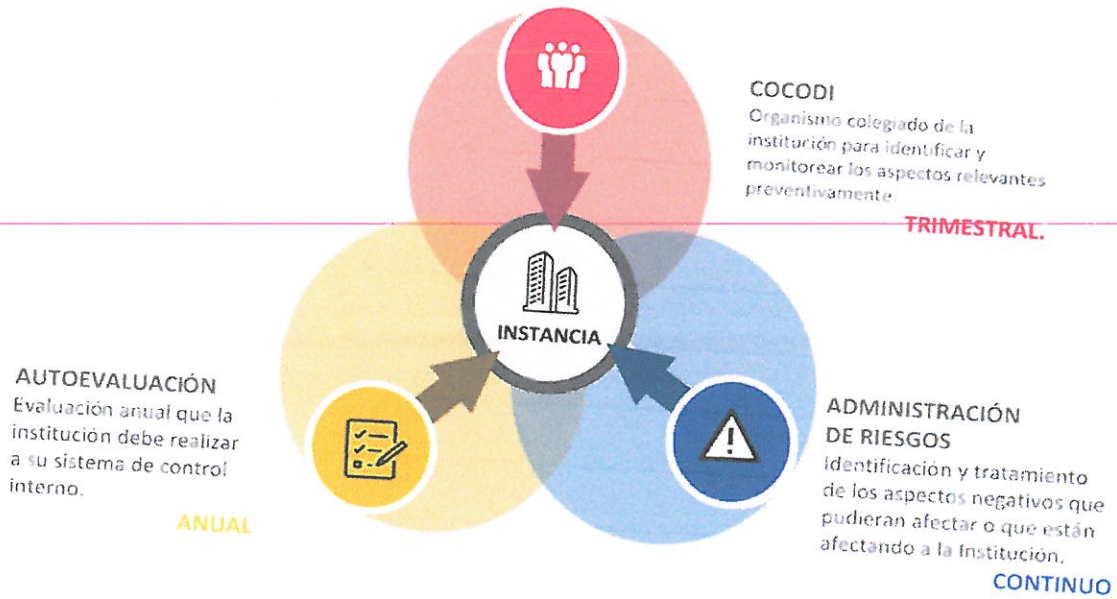 COCODI
Organismo colegiado de la
institución para identificar y
monitorear los aspectos relevantes
preventivamente.
TRIMESTRAL.
INSTANCIA
AUTOEVALUACIÓN
Evaluación anual que la
institución debe realizar
a su sistema de control
interno.
ANUAL
ADMINISTRACIÓN
DE RIESGOS
Identificación y tratamiento
de los aspectos negativos que
pudieran afectar o que están
afectando a la Institución.
CONTINUO